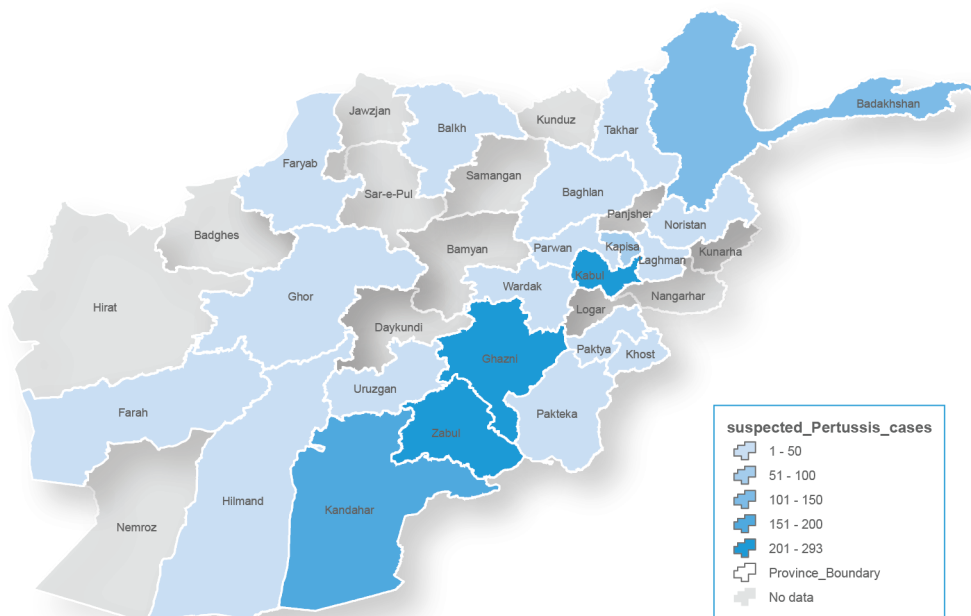 Jawzjan
Balkh
Kunduz
Takhar
Badakhshan
Faryab
Sar-e-Pul
Samangan
Baghlan
Panjsher
Noristan
Badghes
Bamyan
Parwan
Kapisa
Laghman
Kunarha
Kabul
Hirat
Ghor
Wardak
Nangarhar
Logar
Daykundi
Ghazni
Paktya
Khost
Uruzgan
Farah
Pakteka
Zabul
Hilmand
Kandahar
Nemroz
suspected_Pertussis_cases
1 - 50
51 - 100
101 - 150
151 - 200
201 - 293
Province_Boundary
No data